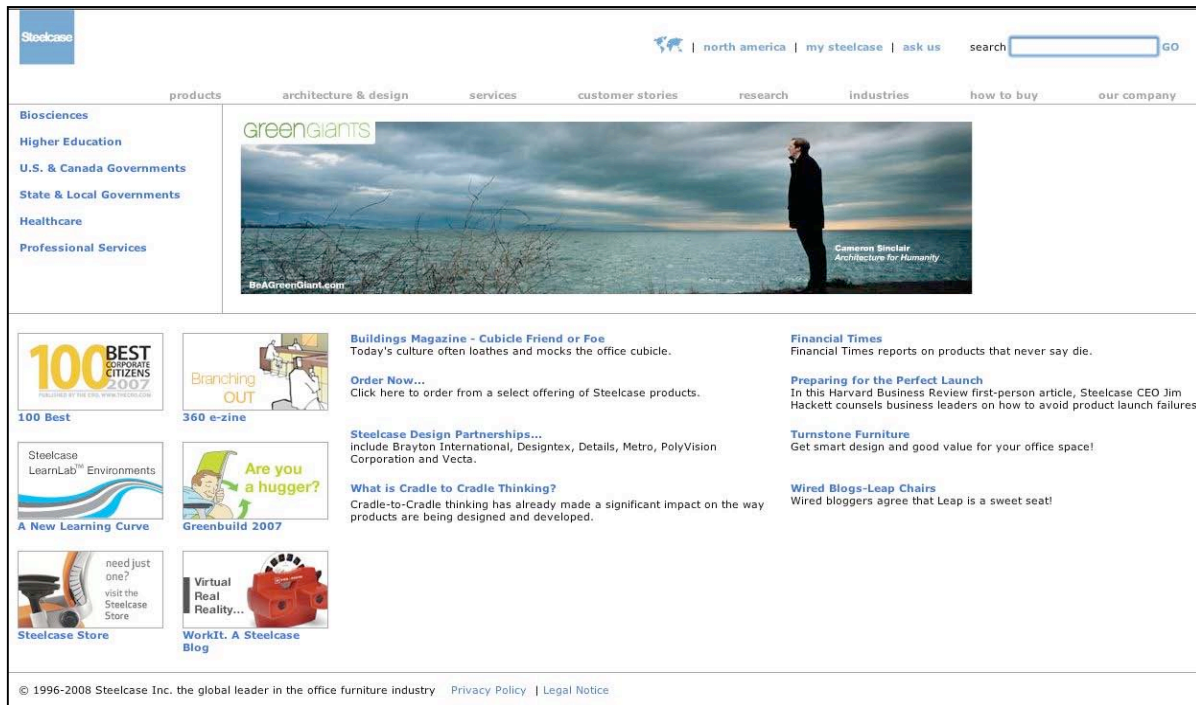 Steelcase
| north america | my steelcase | ask us search GO
products architecture & design services customer stories research industries how to buy our company
Biosciences
Higher Education
U.S. & Canada Governments
State & Local Governments
Healthcare
Professional Services
GreenGiants
Cameron Sinclair
Architecture for Humanity
BeAGreenGiant.com
100 BEST
CORPORATE
CITIZENS
2007
100 Best
Branching
OUT
360 e-zine
Steelcase
LearnLab™ Environments
A New Learning Curve
Are you
a hugger?
Greenbuild 2007
need just
one?
visit the
Steelcase
Store
Steelcase Store
Virtual
Real
Reality...
WorkIt. A Steelcase
Blog
Buildings Magazine - Cubicle Friend or Foe
Today's culture often loathes and mocks the office cubicle.
Order Now...
Click here to order from a select offering of Steelcase products.
Steelcase Design Partnerships...
include Brayton International, Designtex, Details, Metro, PolyVision
Corporation and Vecta.
What is Cradle to Cradle Thinking?
Cradle-to-Cradle thinking has already made a significant impact on the way
products are being designed and developed.
Financial Times
Financial Times reports on products that never say die.
Preparing for the Perfect Launch
In this Harvard Business Review first-person article, Steelcase CEO Jim
Hackett counsels business leaders on how to avoid product launch failures
Turnstone Furniture
Get smart design and good value for your office space!
Wired Blogs-Leap Chairs
Wired bloggers agree that Leap is a sweet seat!
© 1996-2008 Steelcase Inc. the global leader in the office furniture industry Privacy Policy | Legal Notice